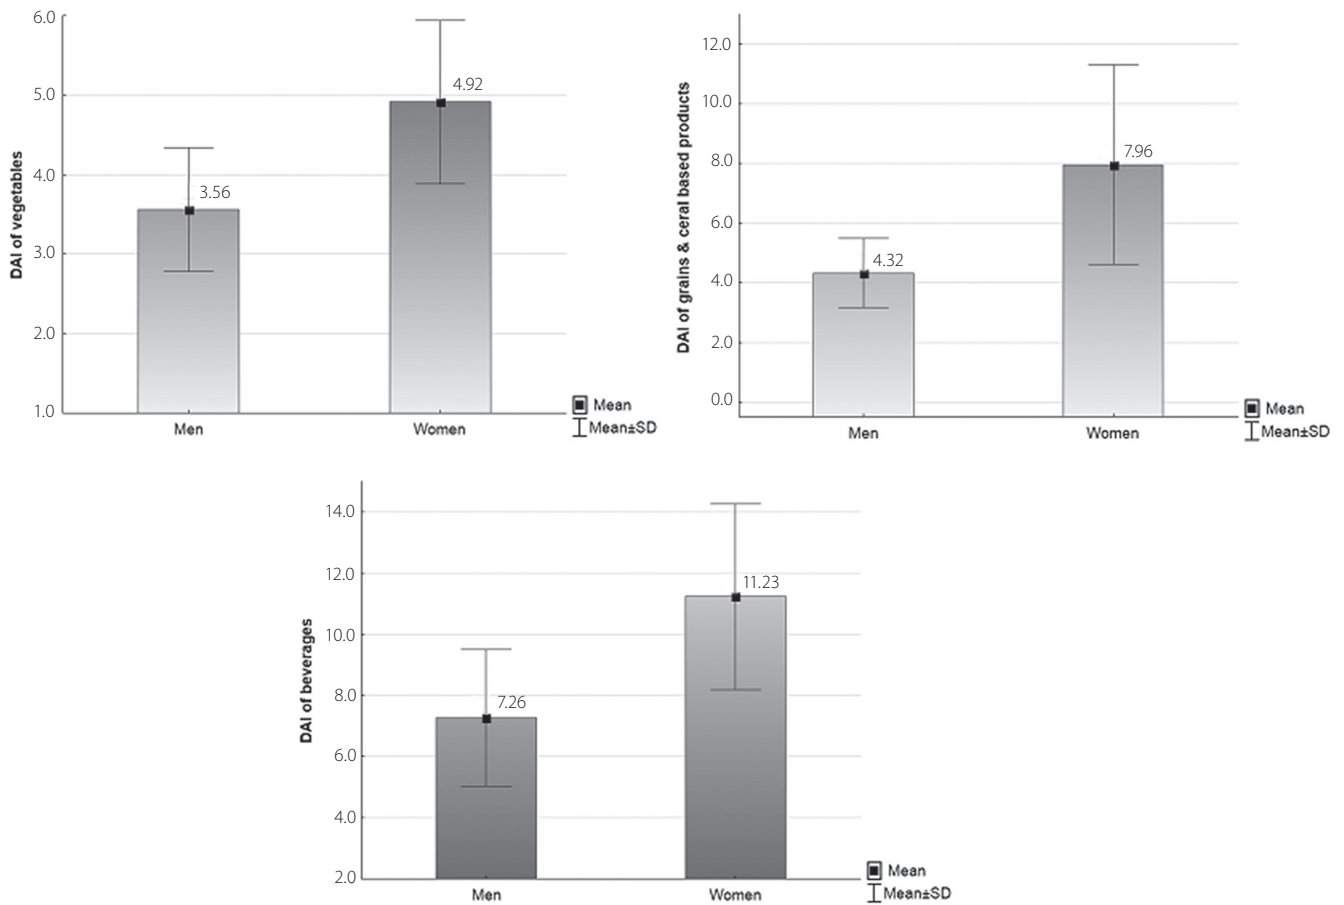 6.0
5.0
4.0
3.0
2.0
1.0
DAI of vegetables
3.56
4.92
Men
Women
Mean
Mean±SD
12.0
10.0
8.0
6.0
4.0
2.0
0.0
DAI of grains & ceral based products
4.32
7.96
Men
Women
Mean
Mean±SD
14.0
12.0
10.0
8.0
6.0
4.0
2.0
DAI of beverages
7.26
11.23
Men
Women
Mean
Mean±SD